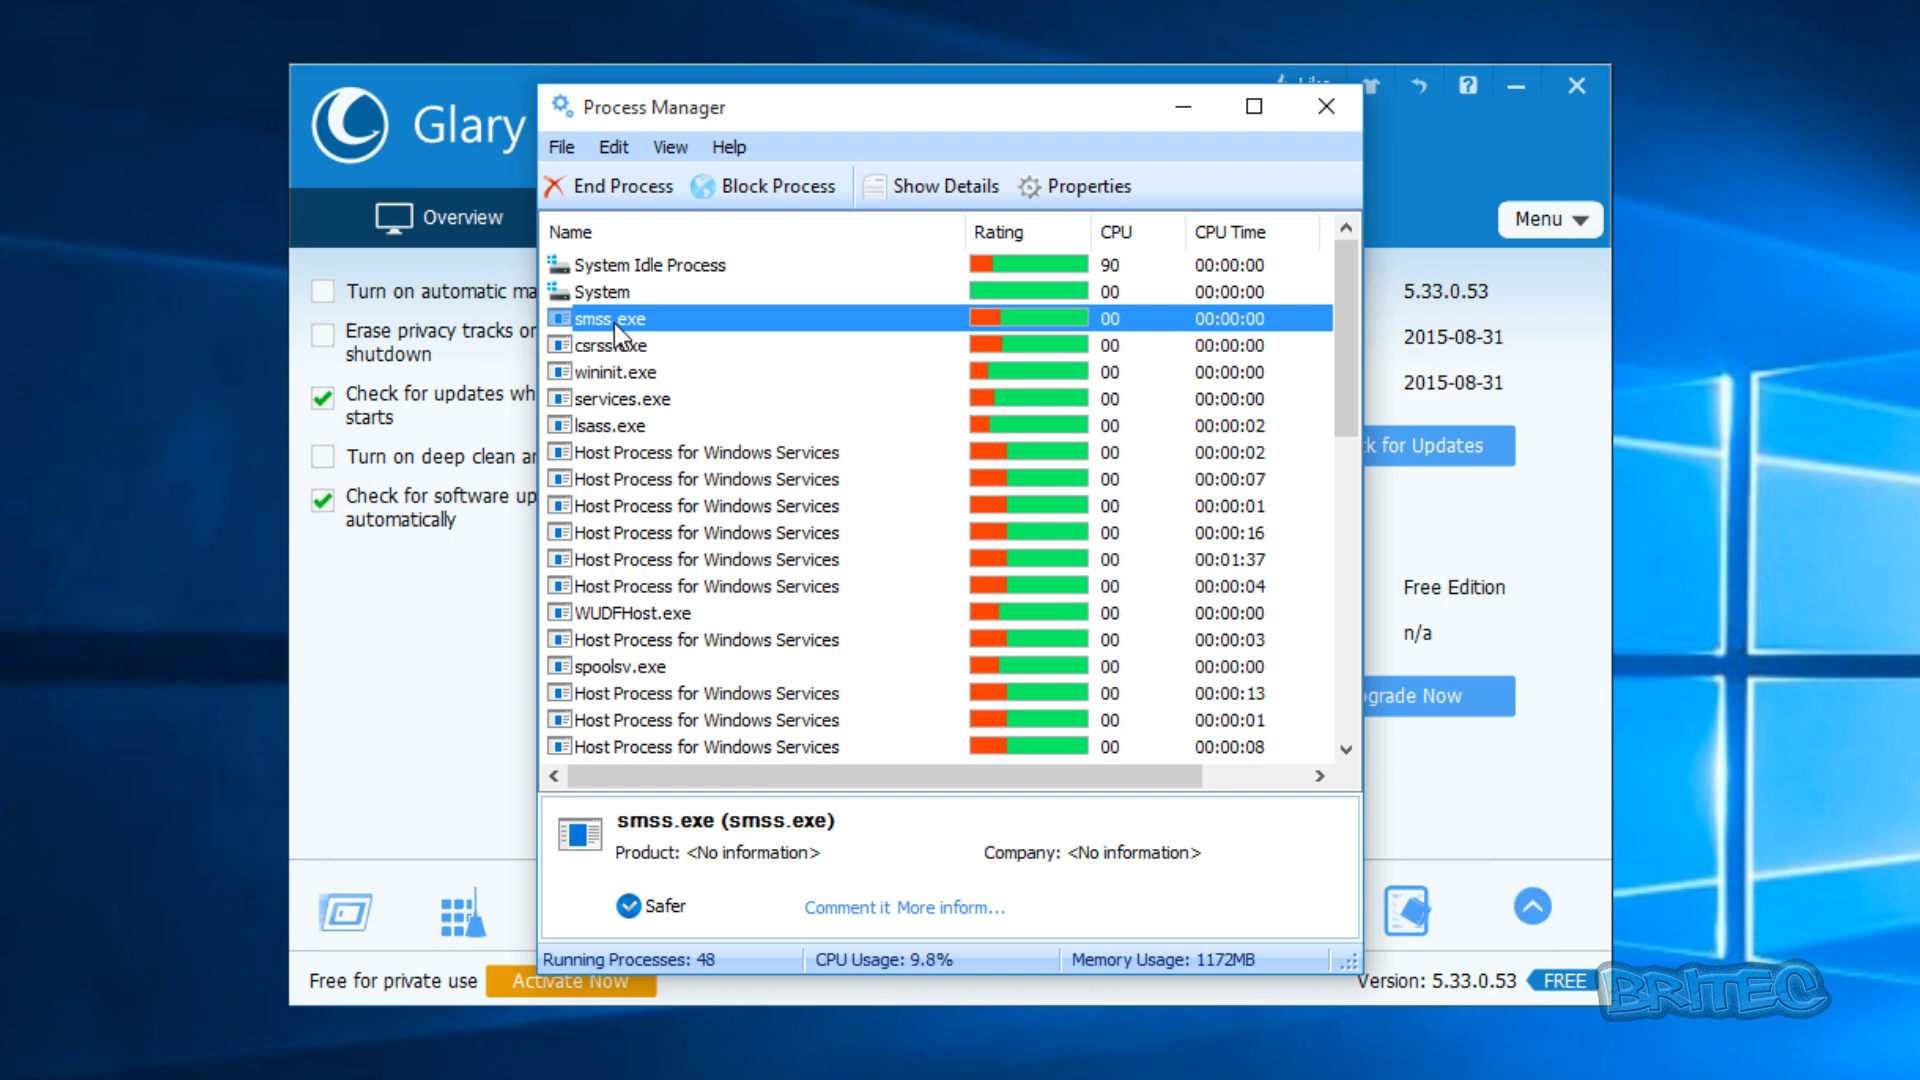 Glary
Process Manager
File Edit View Help
End Process Block Process Show Details Properties
Overview
Menu
Name Rating CPU CPU Time
System Idle Process 90 00:00:00
System 00 00:00:00
smss.exe 00 00:00:00
csrss.exe 00 00:00:00
wininit.exe 00 00:00:00
services.exe 00 00:00:00
lsass.exe 00 00:00:02
Host Process for Windows Services 00 00:00:02
Host Process for Windows Services 00 00:00:07
Host Process for Windows Services 00 00:00:01
Host Process for Windows Services 00 00:00:16
Host Process for Windows Services 00 00:01:37
Host Process for Windows Services 00 00:00:04
WUDFHost.exe 00 00:00:00
Host Process for Windows Services 00 00:00:03
spoolsv.exe 00 00:00:00
Host Process for Windows Services 00 00:00:13
Host Process for Windows Services 00 00:00:01
Host Process for Windows Services 00 00:00:08
smss.exe (smss.exe)
Product: <No information> Company: <No information>
Safer Comment it More inform...
Running Processes: 48 CPU Usage: 9.8% Memory Usage: 1172MB
Turn on automatic ma
Erase privacy tracks or
shutdown
Check for updates wh
starts
Turn on deep clean ar
Check for software up
automatically
5.33.0.53
2015-08-31
2015-08-31
k for Updates
Free Edition
n/a
grade Now
Free for private use Activate Now
Version: 5.33.0.53 FREE
BRITEC